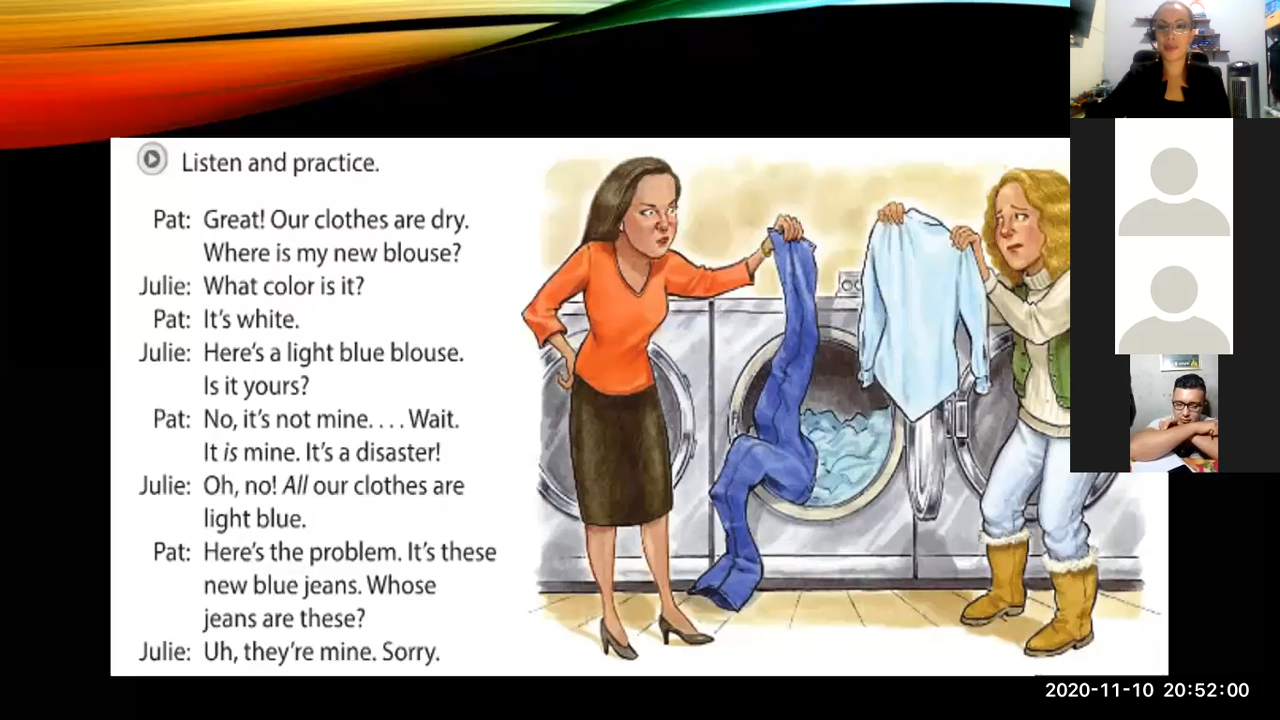 Listen and practice.
Pat: Great! Our clothes are dry.
Where is my new blouse?
Julie: What color is it?
Pat: It's white.
Julie: Here's a light blue blouse.
Is it yours?
Pat: No, it's not mine. . . . Wait.
It is mine. It's a disaster!
Julie: Oh, no! All our clothes are
light blue.
Pat: Here's the problem. It's these
new blue jeans. Whose
jeans are these?
Julie: Uh, they're mine. Sorry.
2020-11-10 20:52:00